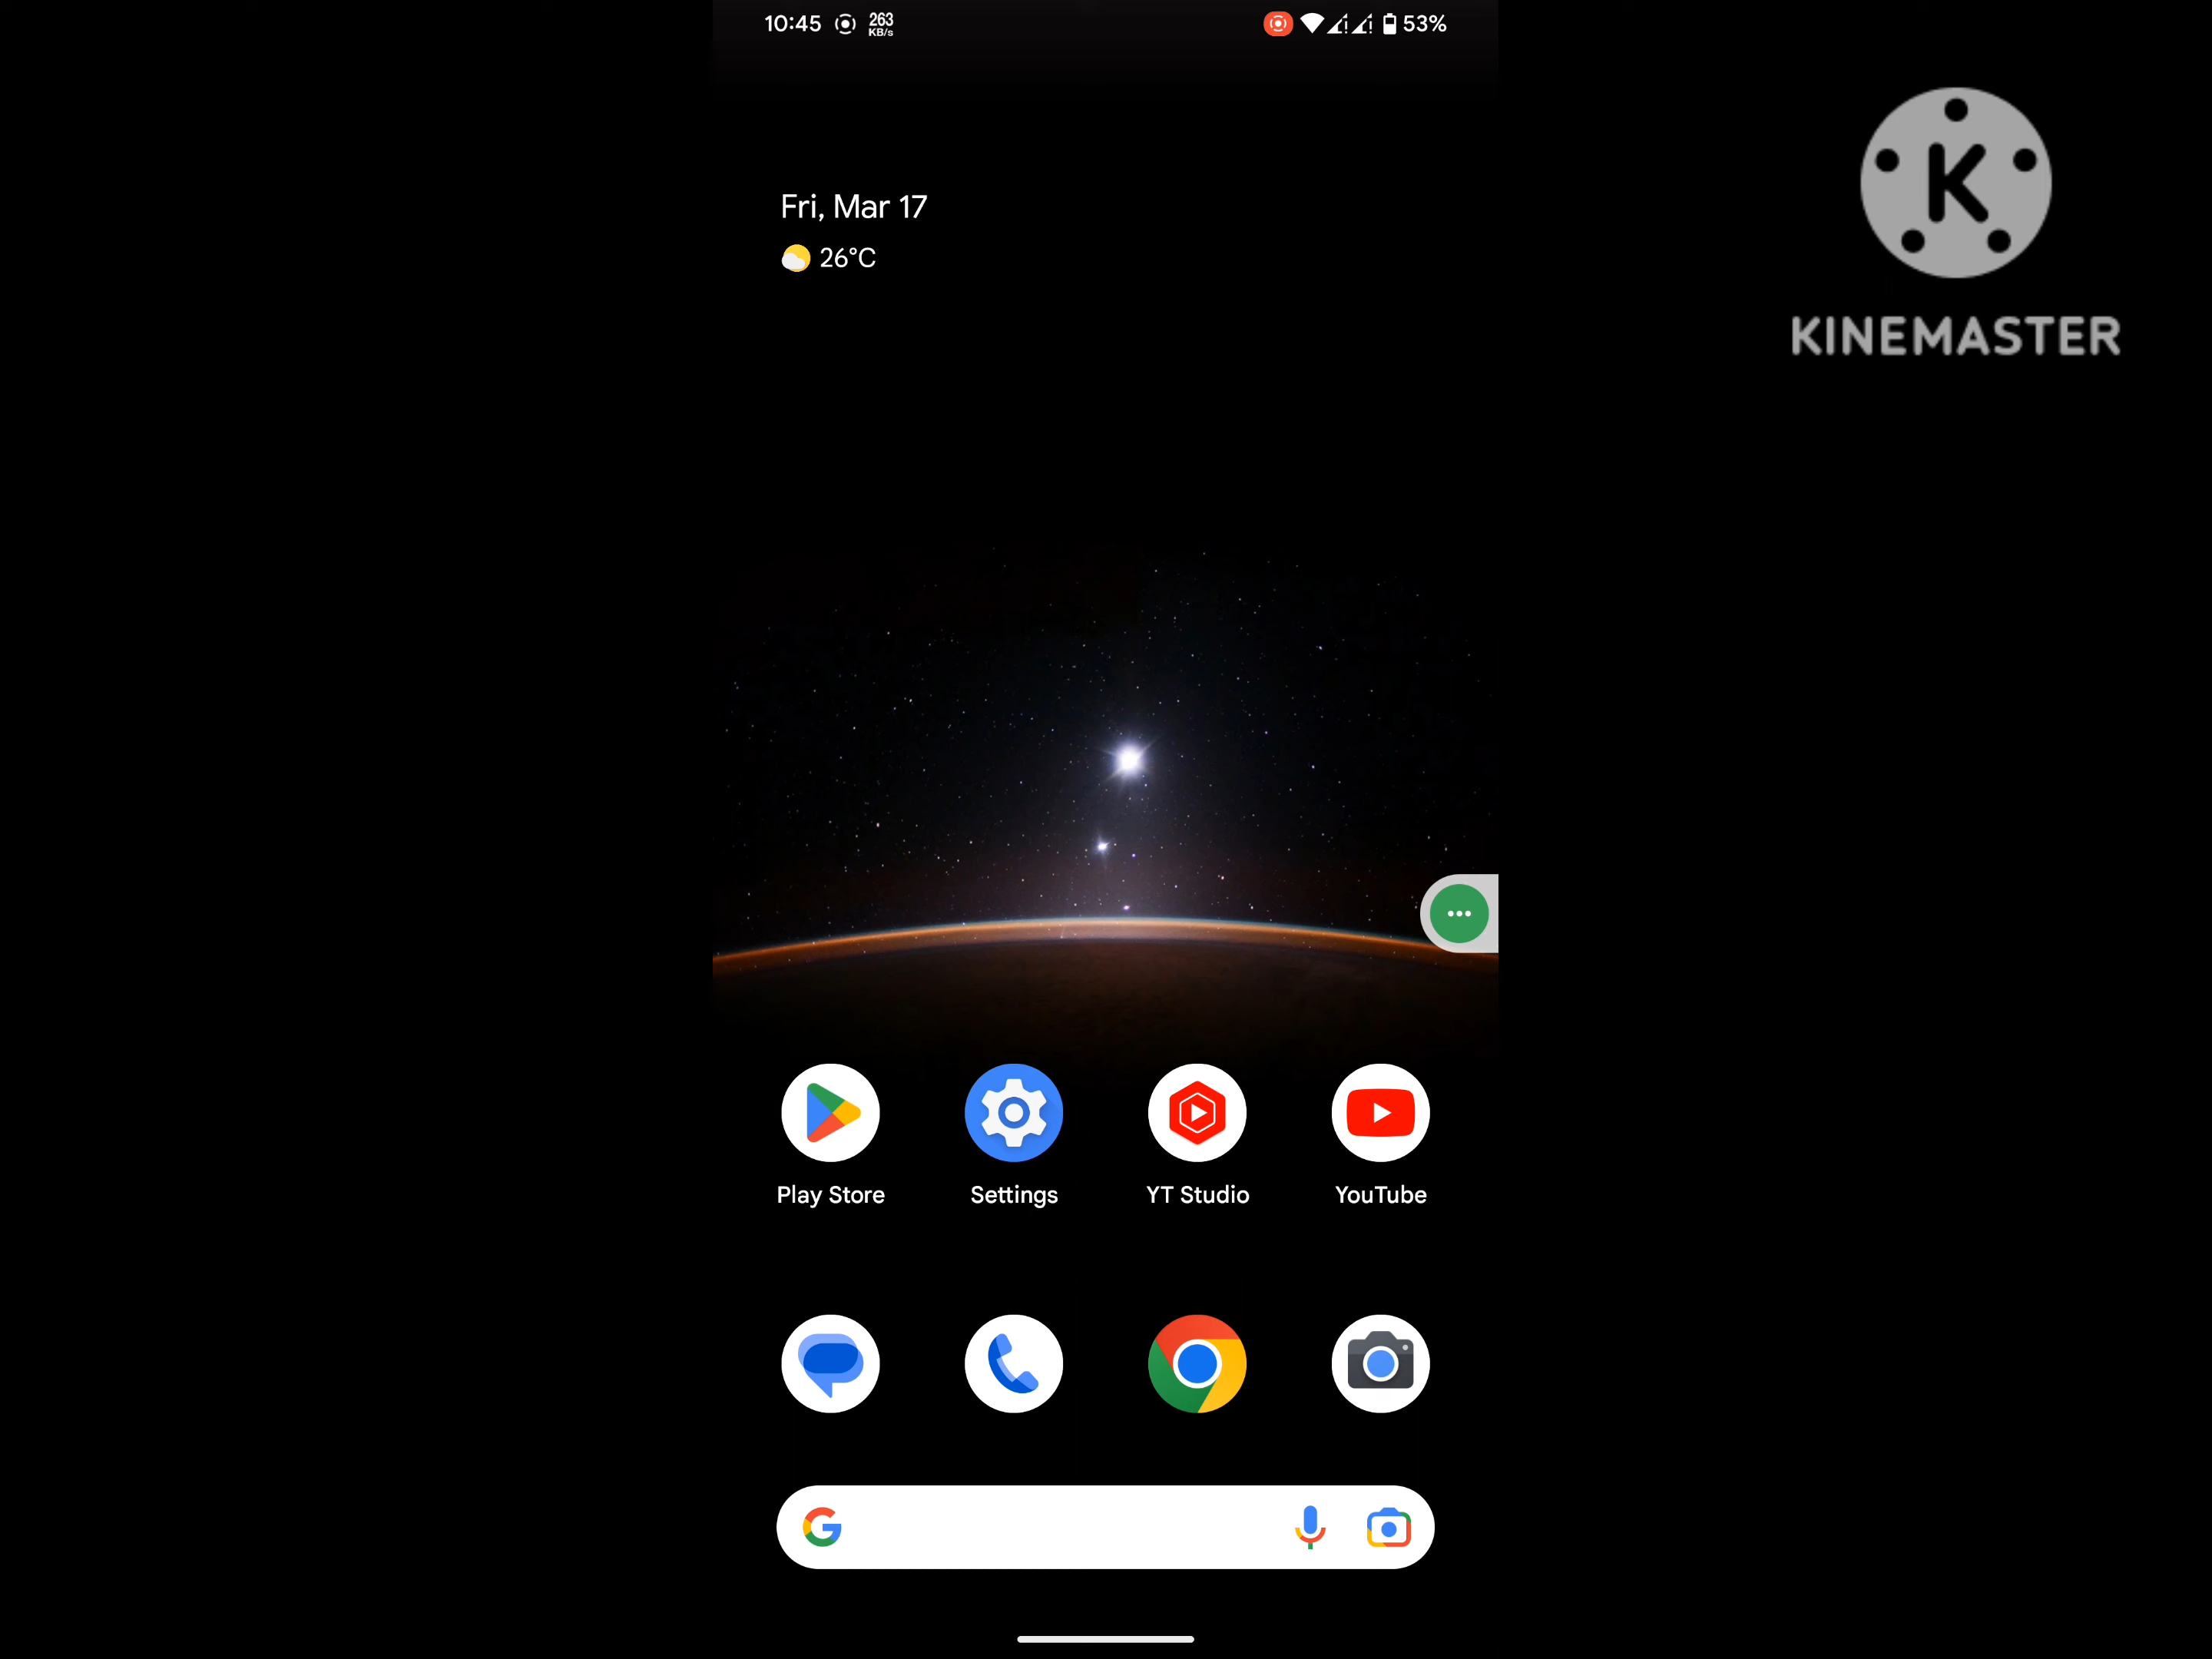 10:45 263 KB/s 53%
Fri, Mar 17
26°C
K
KINEMASTER
Play Store Settings YT Studio YouTube